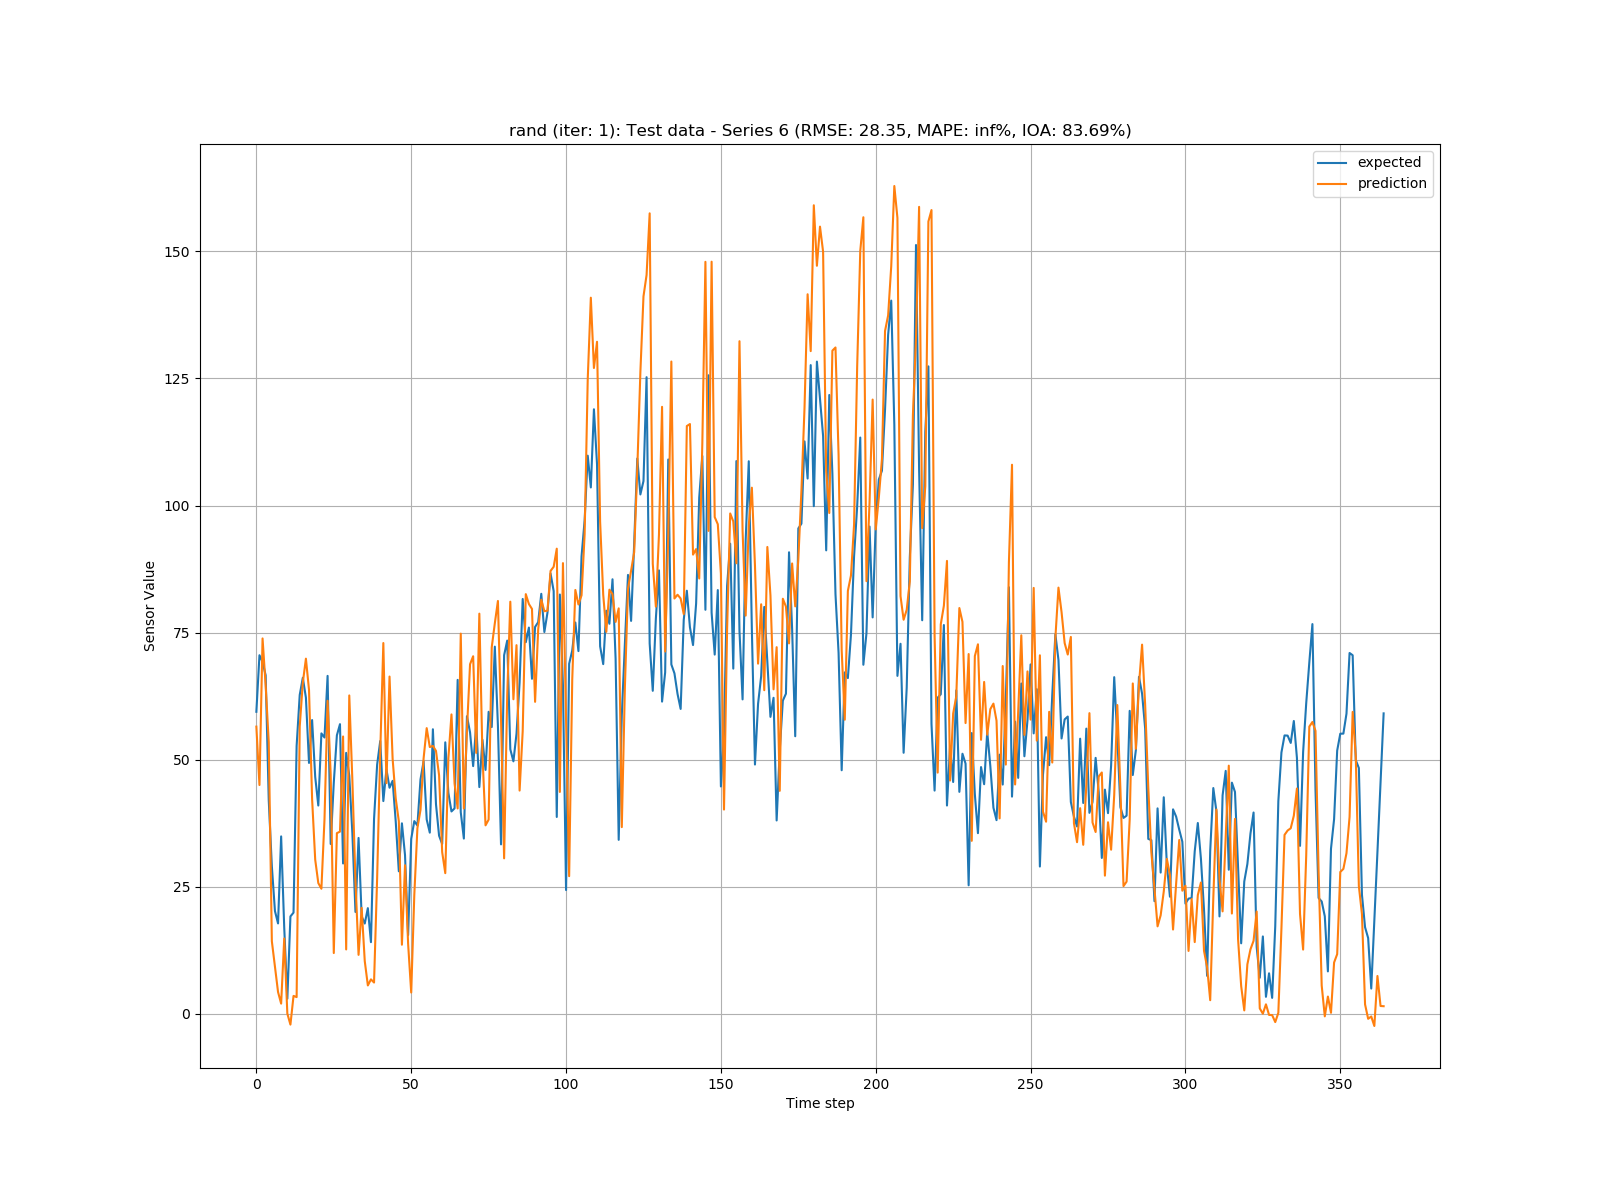 rand (iter: 1): Test data - Series 6 (RMSE: 28.35, MAPE: inf%, IOA: 83.69%)
expected
prediction
150
125
100
75
50
25
0
Sensor Value
0 50 100 150 200 250 300 350
Time step